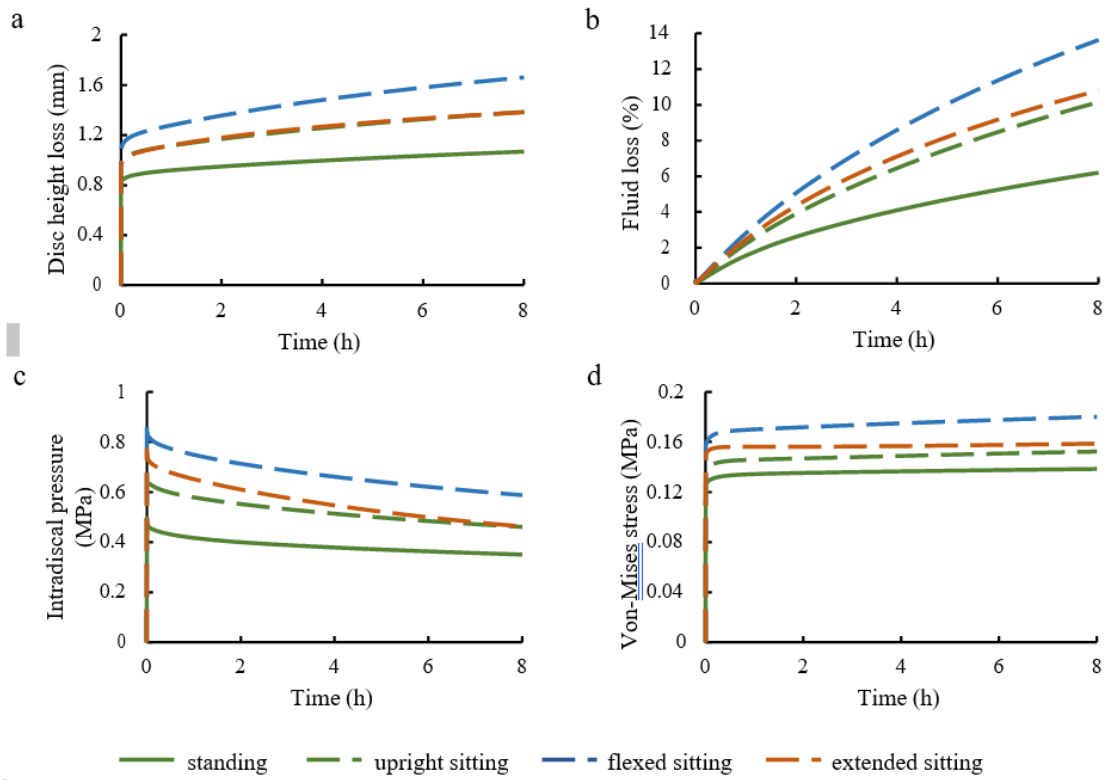 a
Disc height loss (mm)
2
1.6
1.2
0.8
0.4
0
0 2 4 6 8
Time (h)
b
Fluid loss (%)
14
12
10
8
6
4
2
0
0 2 4 6 8
Time (h)
c
Intradiscal pressure
(MPa)
1
0.8
0.6
0.4
0.2
0
0 2 4 6 8
Time (h)
d
Von-Mises stress (MPa)
0.2
0.16
0.12
0.08
0.04
0
0 2 4 6 8
Time (h)
standing upright sitting flexed sitting extended sitting